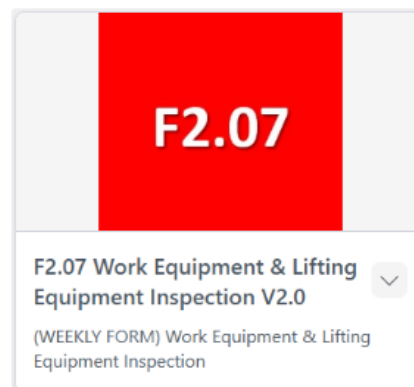 F2.07
F2.07 Work Equipment & Lifting
Equipment Inspection V2.0
(WEEKLY FORM) Work Equipment & Lifting
Equipment Inspection